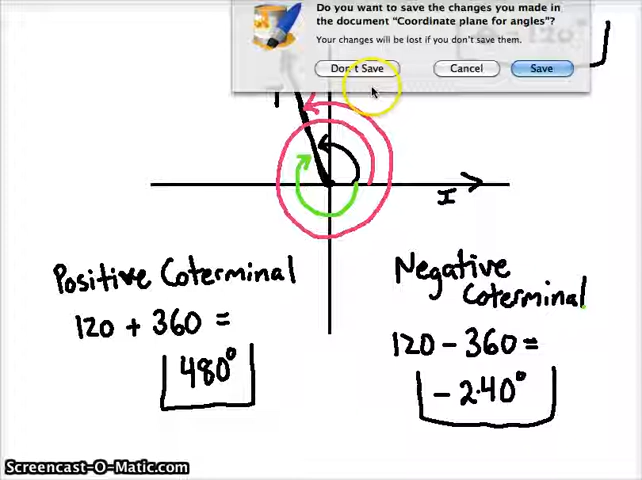 Do you want to save the changes you made in
the document “Coordinate plane for angles”?
Your changes will be lost if you don't save them.
Don't Save
Cancel
Save
I
Positive Coterminal
120 + 360 =
480°
Negative
Coterminal
120 - 360 =
- 240°
Screencast-O-Matic.com